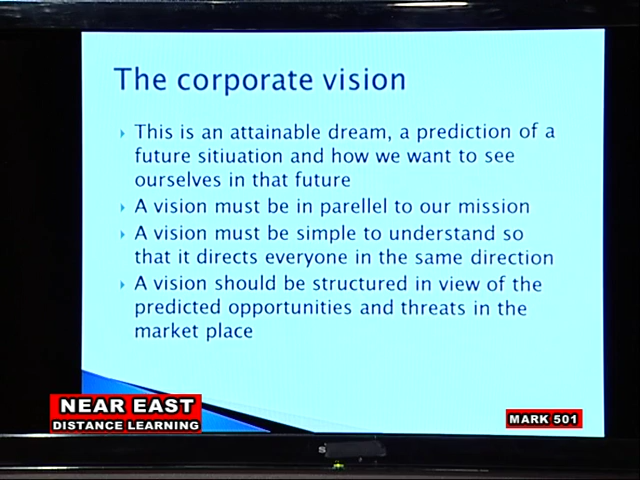 The corporate vision
This is an attainable dream, a prediction of a
future sitiuation and how we want to see
ourselves in that future
A vision must be in parellel to our mission
A vision must be simple to understand so
that it directs everyone in the same direction
A vision should be structured in view of the
predicted opportunities and threats in the
market place
NEAR EAST
DISTANCE LEARNING
MARK 501